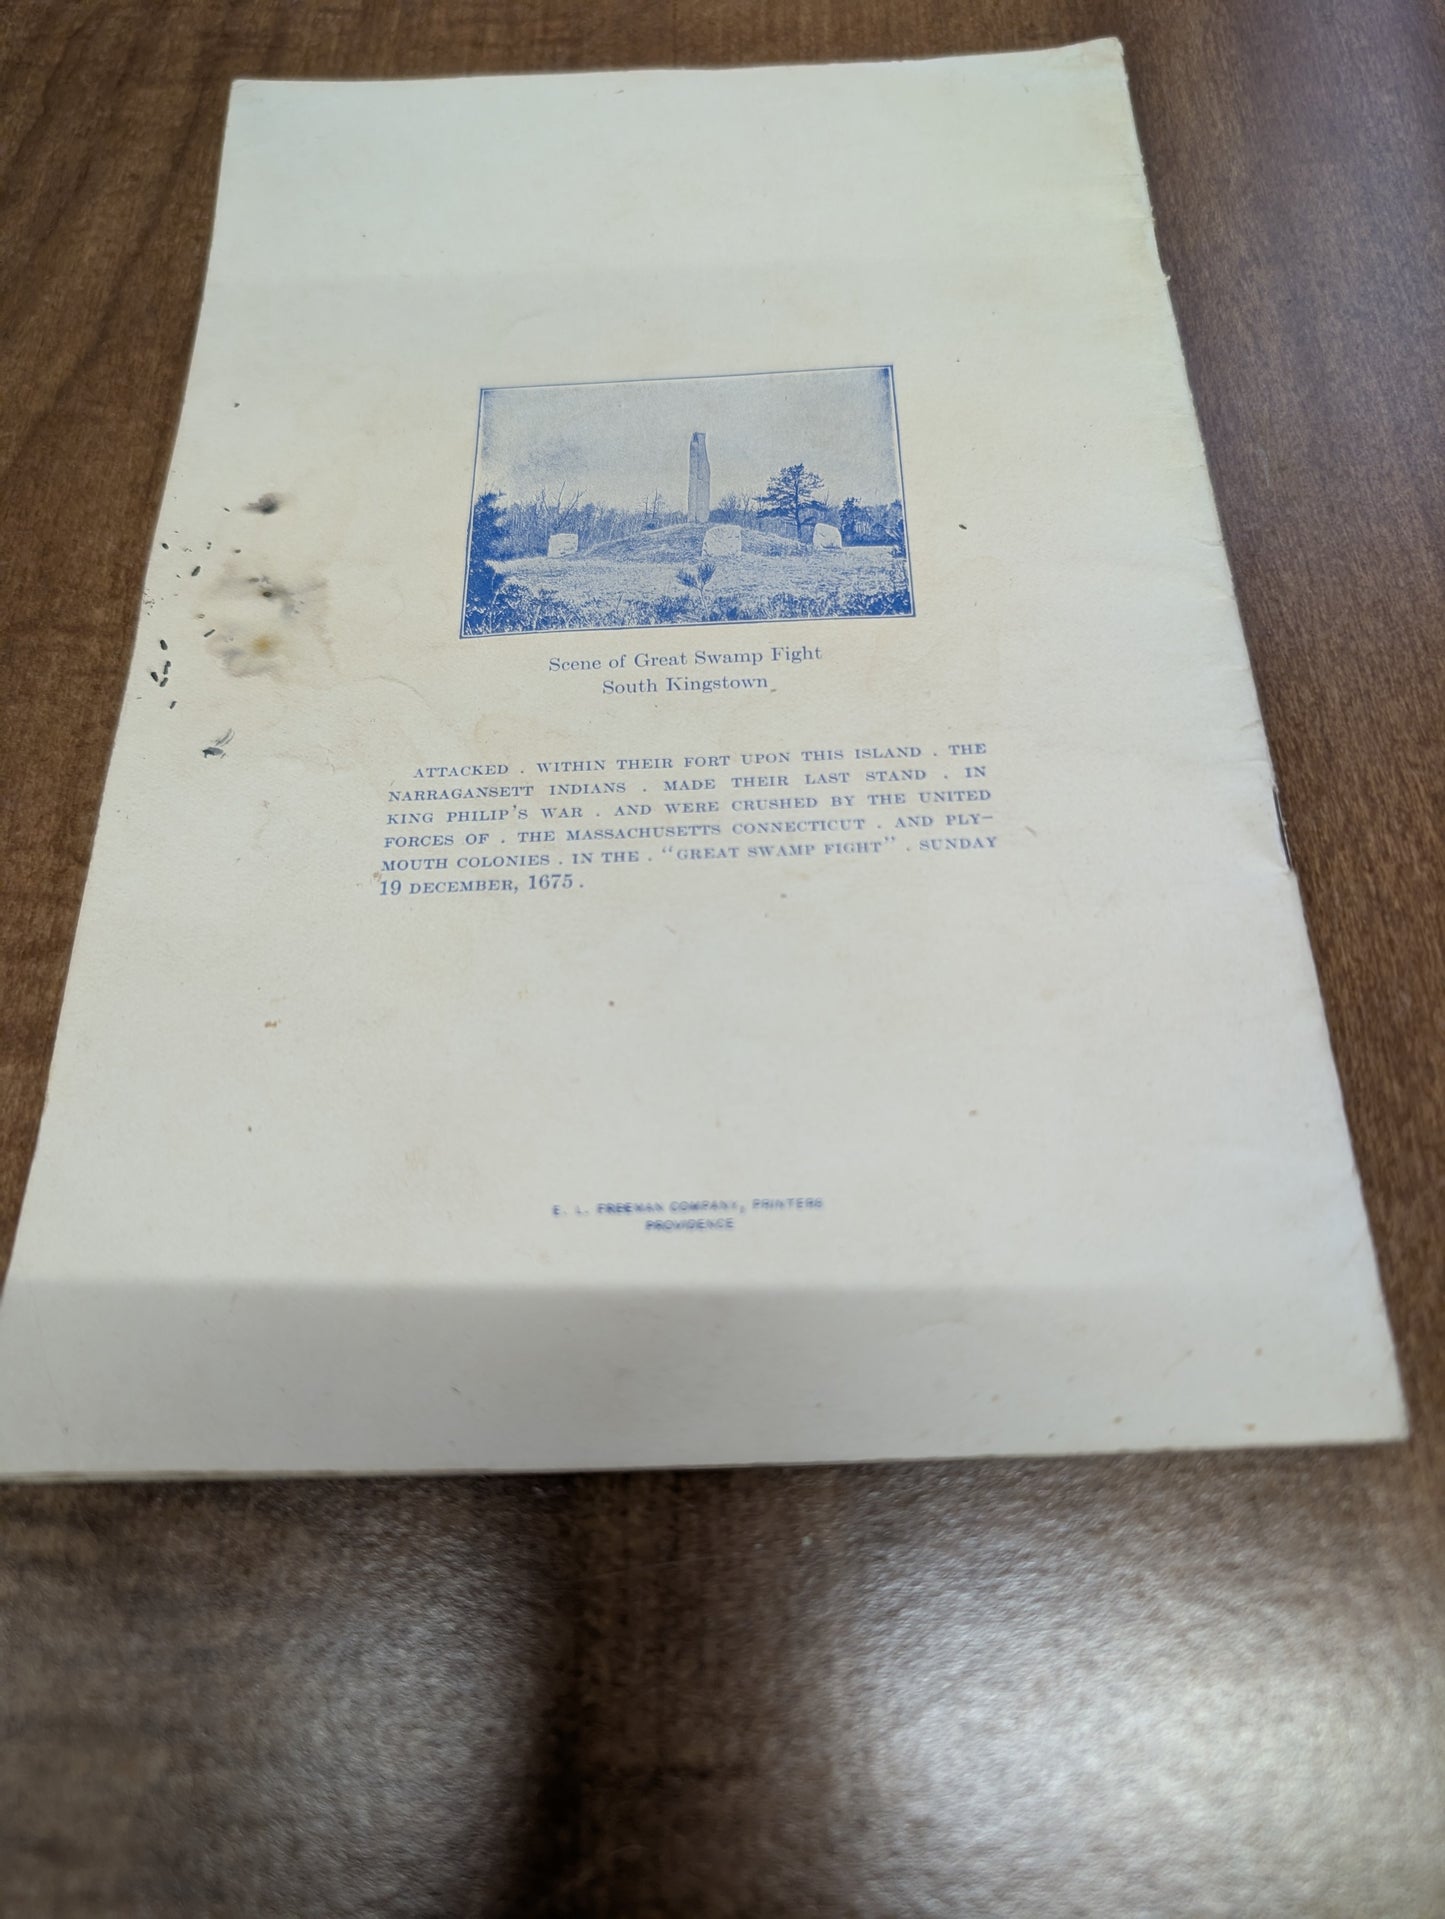 Scene of Great Swamp Fight
South Kingstown
ATTACKED . WITHIN THEIR FORT UPON THIS ISLAND . THE
NARRAGANSETT INDIANS . MADE THEIR LAST STAND . IN
KING PHILIP'S WAR . AND WERE CRUSHED BY THE UNITED
FORCES OF . THE MASSACHUSETTS CONNECTICUT . AND PLY-
MOUTH COLONIES . IN THE . "GREAT SWAMP FIGHT" . SUNDAY
19 DECEMBER, 1675 .
E. L. FREEMAN COMPANY, PRINTERS
PROVIDENCE